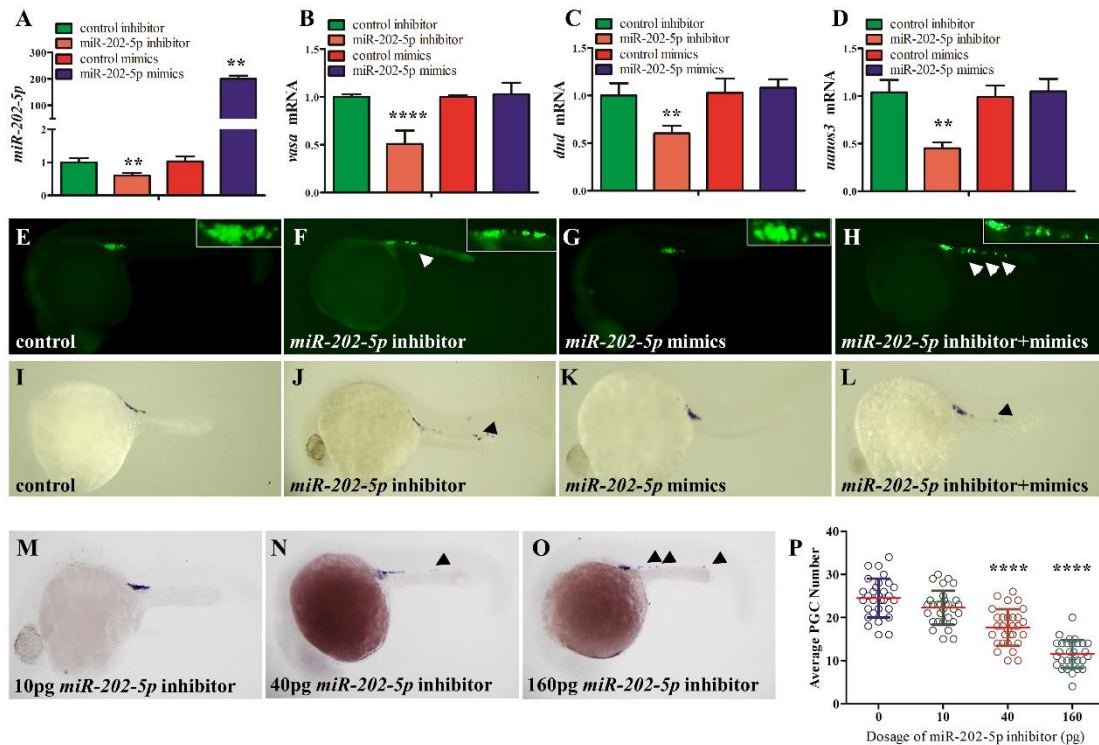 A
control inhibitor
miR-202-5p inhibitor
control mimics
miR-202-5p mimics
miR-202-5p
300
200
100
2
1
0
**
**
B
control inhibitor
miR-202-5p inhibitor
control mimics
miR-202-5p mimics
vasa mRNA
1.5
1.0
0.5
0.0
****
C
control inhibitor
miR-202-5p inhibitor
control mimics
miR-202-5p mimics
dnd mRNA
1.5
1.0
0.5
0.0
**
D
control inhibitor
miR-202-5p inhibitor
control mimics
miR-202-5p mimics
nanos3 mRNA
1.5
1.0
0.5
0.0
**
E
control
F
miR-202-5p inhibitor
G
miR-202-5p mimics
H
miR-202-5p inhibitor+mimics
I
control
J
miR-202-5p inhibitor
K
miR-202-5p mimics
L
miR-202-5p inhibitor+mimics
M
10pg miR-202-5p inhibitor
N
40pg miR-202-5p inhibitor
O
160pg miR-202-5p inhibitor
P
Average PGC Number
40
30
20
10
0
****
****
0 10 40 160
Dosage of miR-202-5p inhibitor (pg)